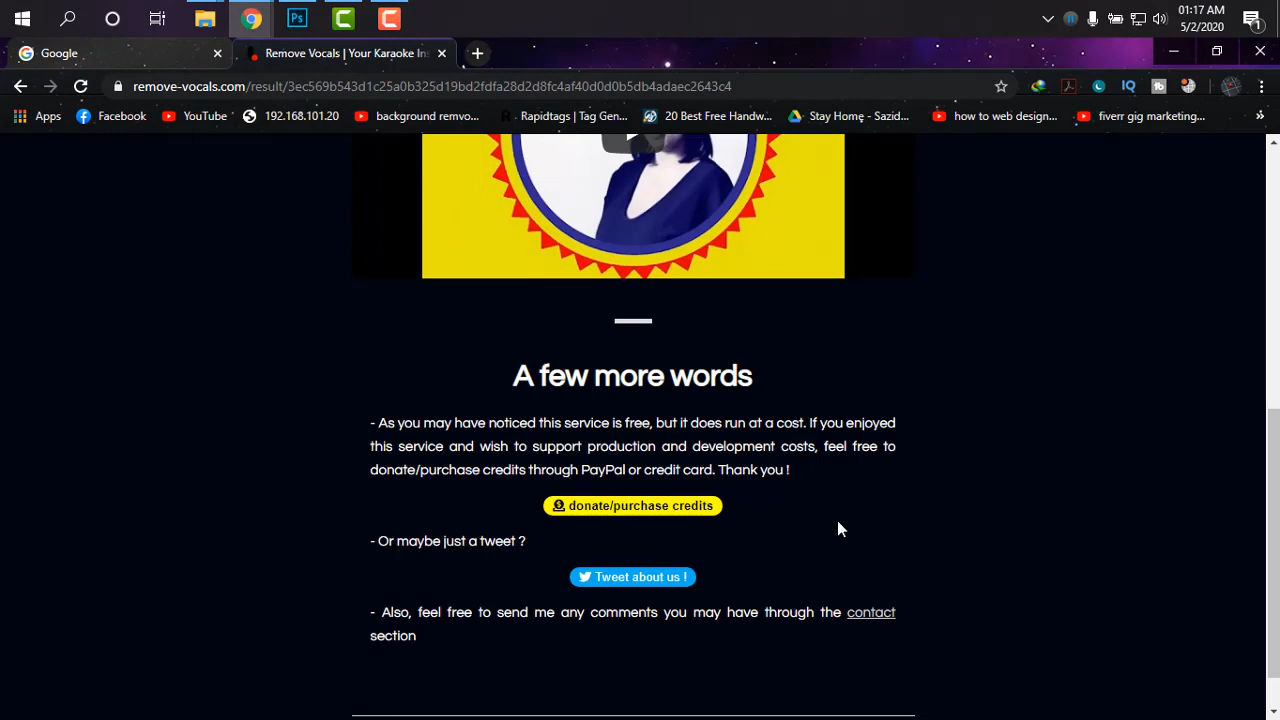 Ps
01:17 AM
5/2/2020
1
Google
Remove Vocals | Your Karaoke In
remove-vocals.com/result/3ec569b543d1c25a0b325d19bd2fdfa28d2d8fc4af40d0d0b5db4adaec2643c4
IQ
Apps
Facebook
YouTube
192.168.101.20
background remvo...
Rapidtags | Tag Gen...
20 Best Free Handw...
Stay Home - Sazid...
how to web design...
fiverr gig marketing...
A few more words
- As you may have noticed this service is free, but it does run at a cost. If you enjoyed
this service and wish to support production and development costs, feel free to
donate/purchase credits through PayPal or credit card. Thank you !
donate/purchase credits
- Or maybe just a tweet ?
Tweet about us !
- Also, feel free to send me any comments you may have through the contact
section